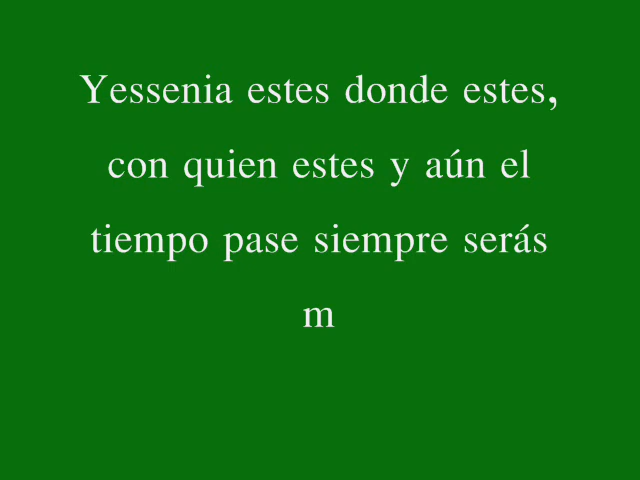 Yessenia estes donde estes,
con quien estes y aún el
tiempo pase siempre serás
m